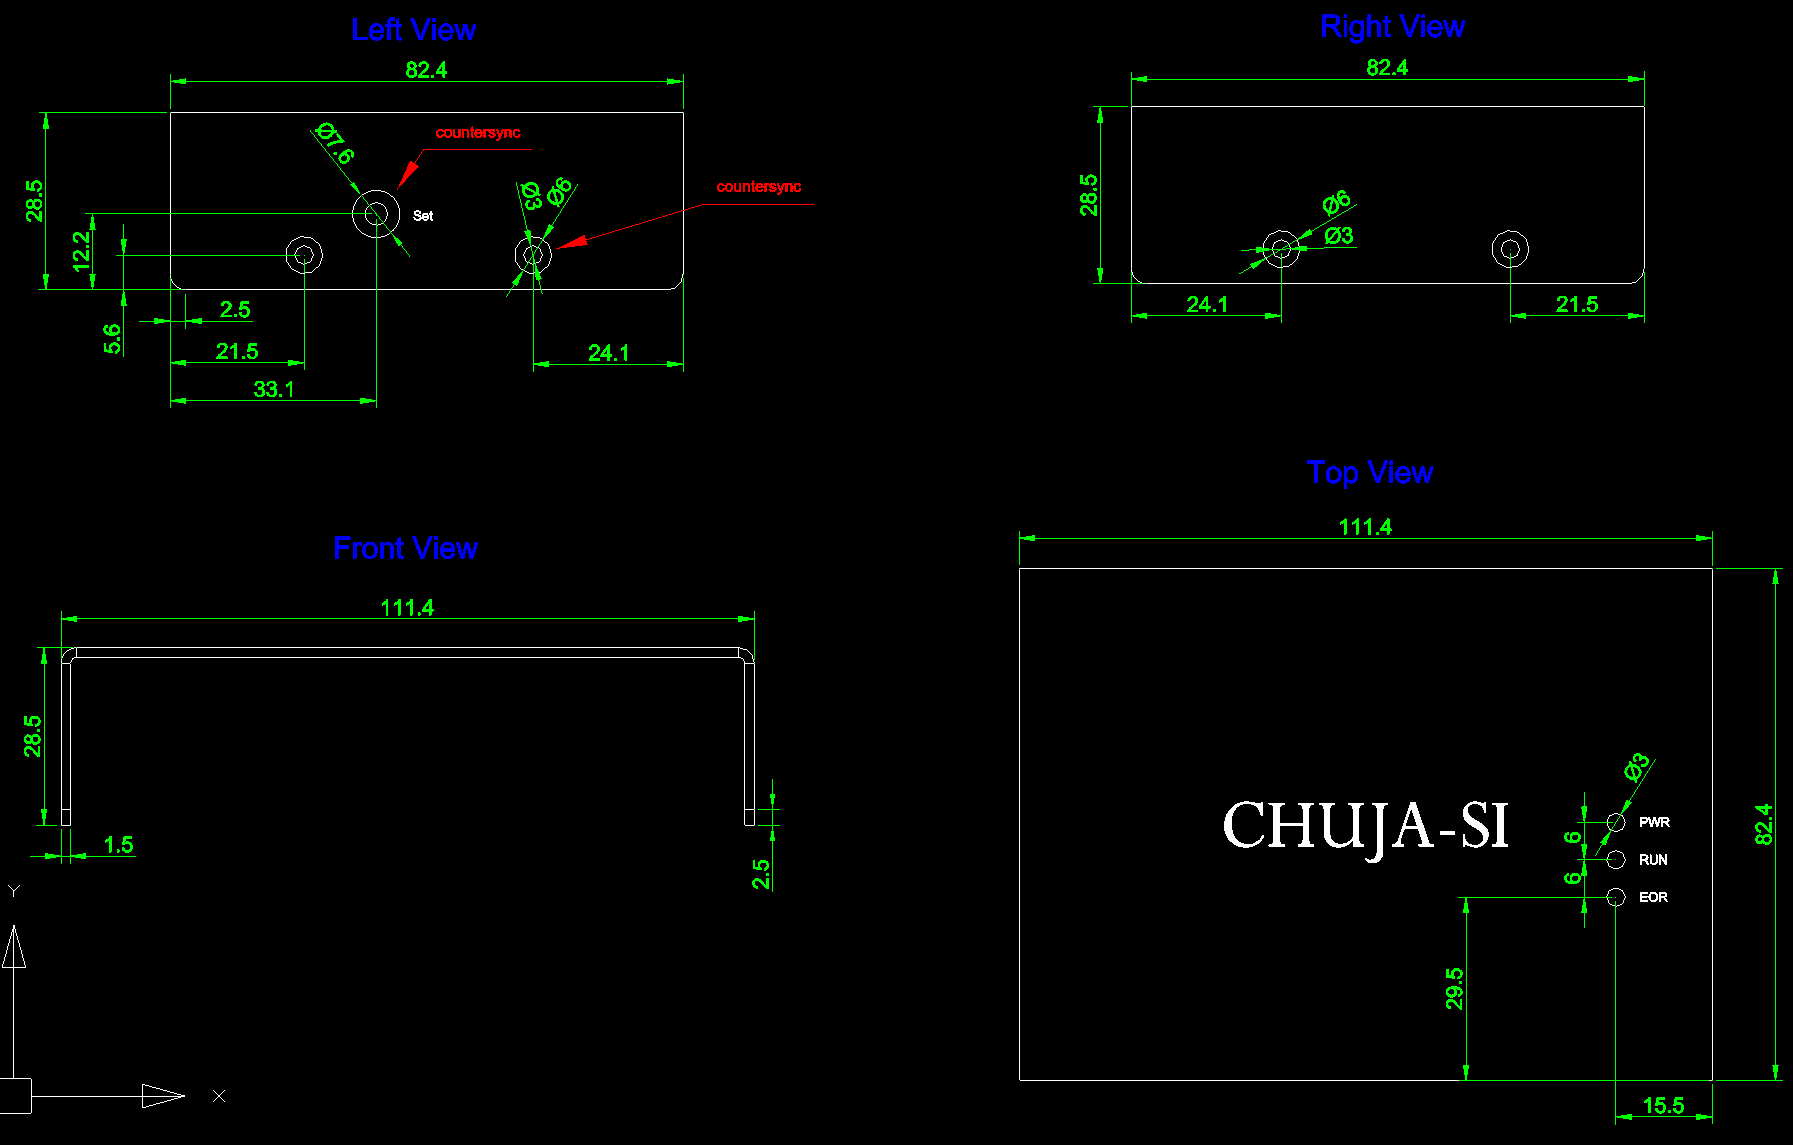 Left View
82.4
Ø7.6
countersync
28.5
12.2
Set
Ø3
Ø6
countersync
5.6
2.5
21.5
24.1
33.1
Right View
82.4
28.5
Ø6
Ø3
24.1
21.5
Front View
111.4
28.5
1.5
2.5
Y
X
Top View
111.4
82.4
CHUJA-SI
Ø3
6
PWR
RUN
6
EOR
29.5
15.5